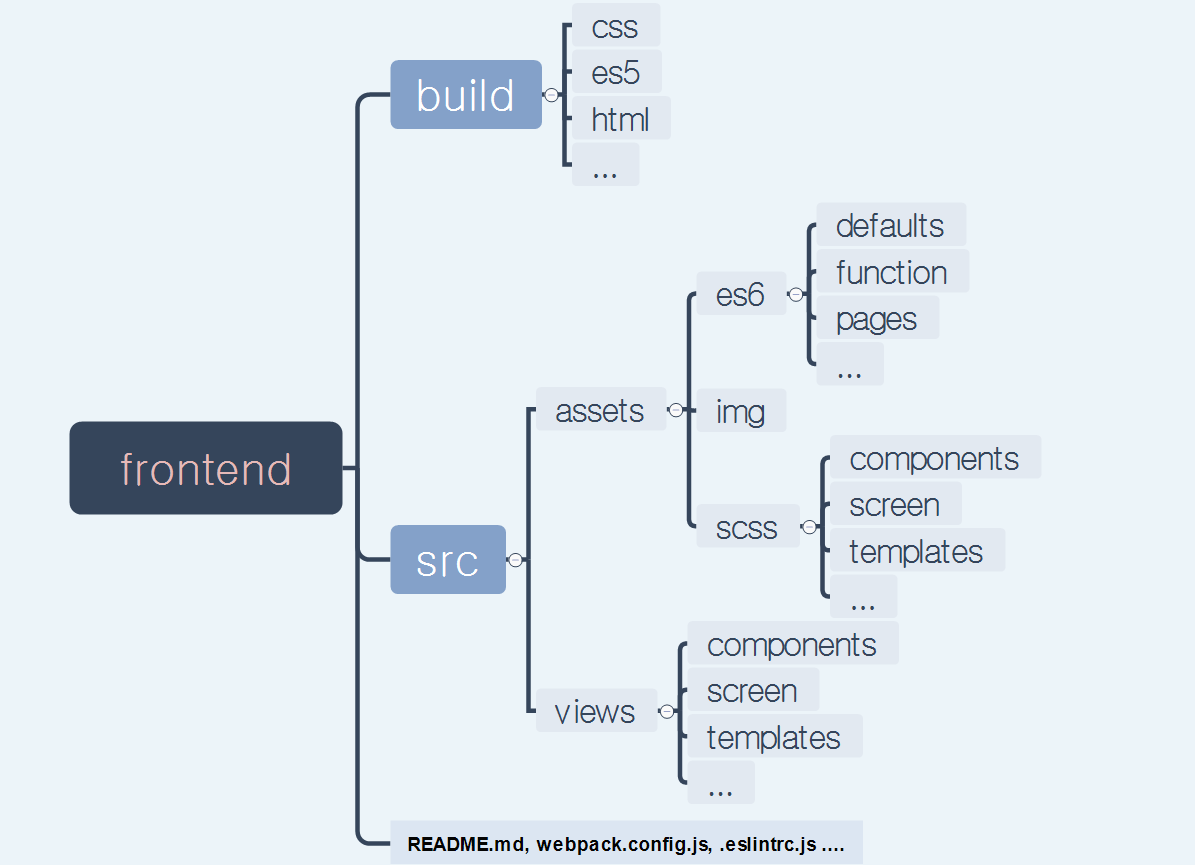 css
es5
build
html
...
defaults
function
es6
pages
...
assets
img
components
frontend
screen
scss
templates
src
...
components
screen
views
templates
...
README.md, webpack.config.js, .eslintrc.js ....